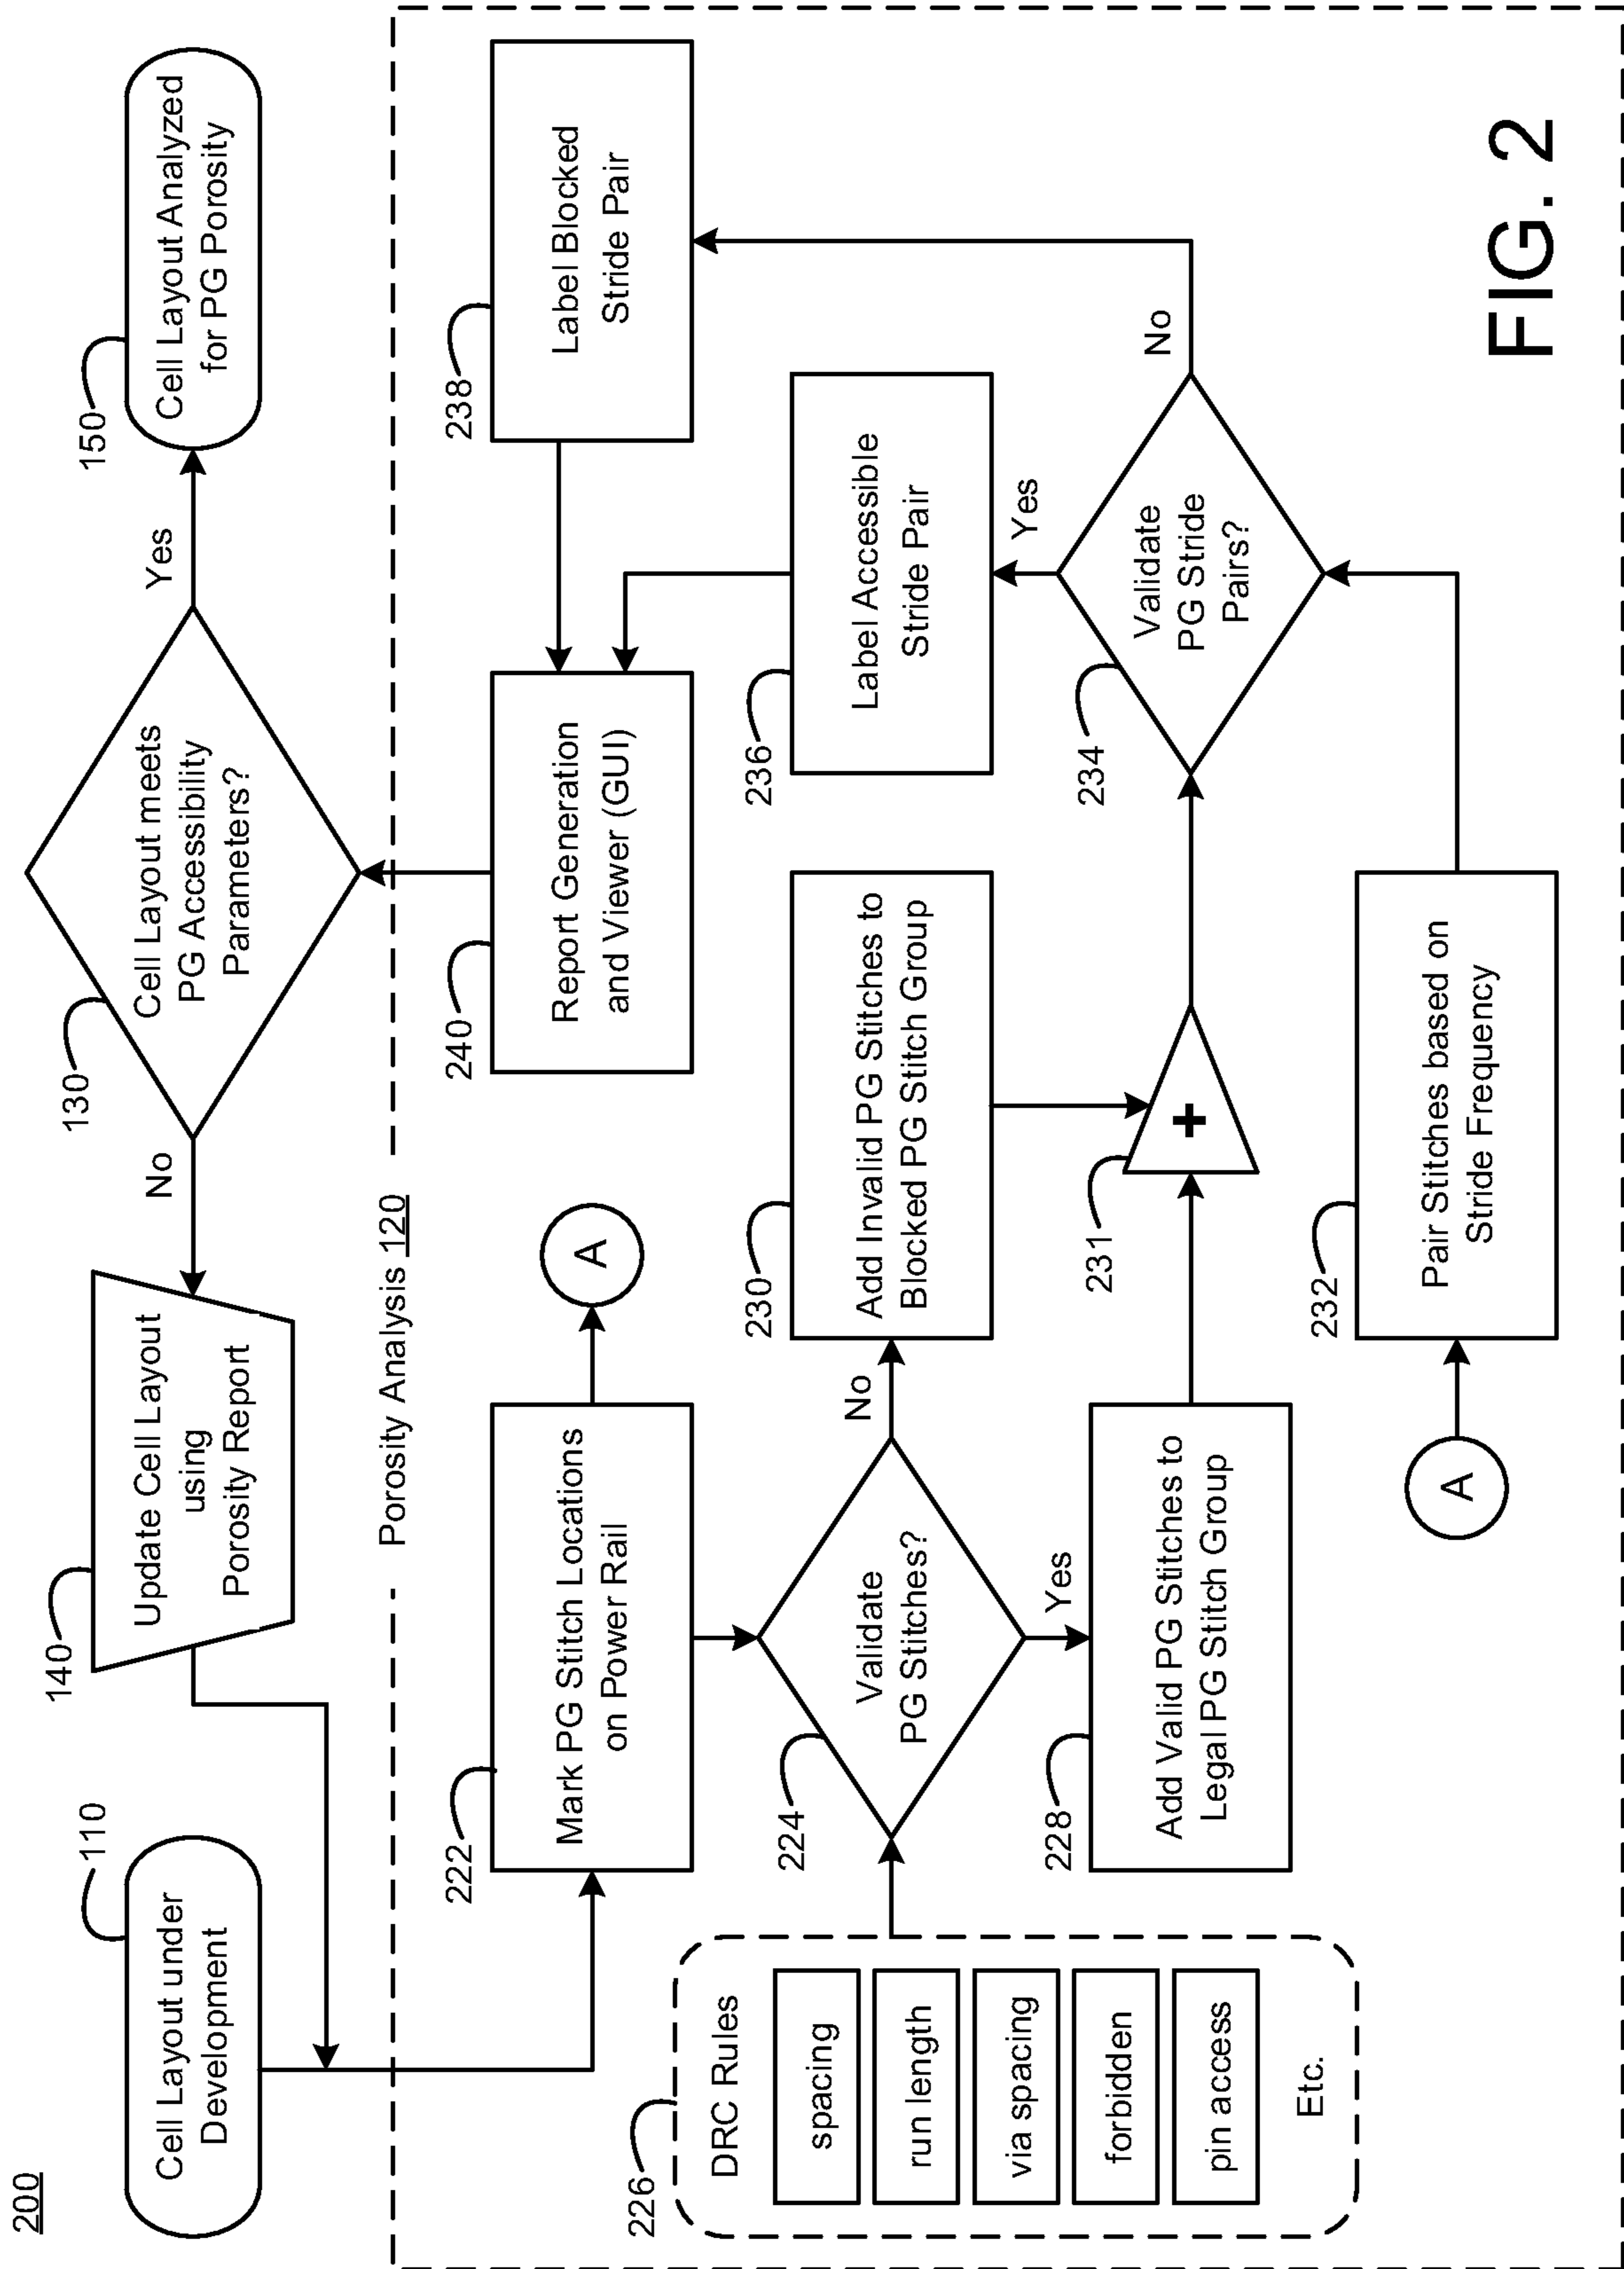 200
110
Cell Layout under
Development
140
Update Cell Layout
using
Porosity Report
No
130
Cell Layout meets
PG Accessibility
Parameters?
Yes
150
Cell Layout Analyzed
for PG Porosity
Porosity Analysis 120
222
Mark PG Stitch Locations
on Power Rail
A
240
Report Generation
and Viewer (GUI)
238
Label Blocked
Stride Pair
226
DRC Rules
spacing
run length
via spacing
forbidden
pin access
Etc.
224
Validate
PG Stitches?
No
Yes
230
Add Invalid PG Stitches to
Blocked PG Stitch Group
236
Label Accessible
Stride Pair
228
Add Valid PG Stitches to
Legal PG Stitch Group
231
+
234
Validate
PG Stride
Pairs?
Yes
No
A
232
Pair Stitches based on
Stride Frequency
FIG. 2